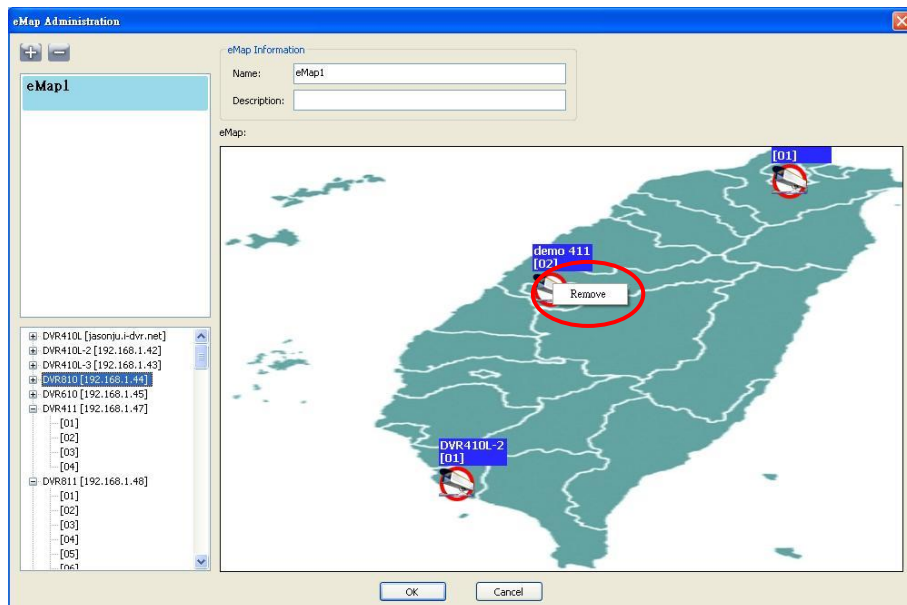 eMap Administration
eMap1
eMap Information
Name: eMap1
Description:
eMap:
[01]
demo 411
[02]
Remove
DVR410L-2
[01]
DVR410L [jasonju.i-dvr.net]
DVR410L-2 [192.168.1.42]
DVR410L-3 [192.168.1.43]
DVR810 [192.168.1.44]
DVR610 [192.168.1.45]
DVR411 [192.168.1.47]
[01]
[02]
[03]
[04]
DVR811 [192.168.1.48]
[01]
[02]
[03]
[04]
[05]
[06]
OK
Cancel